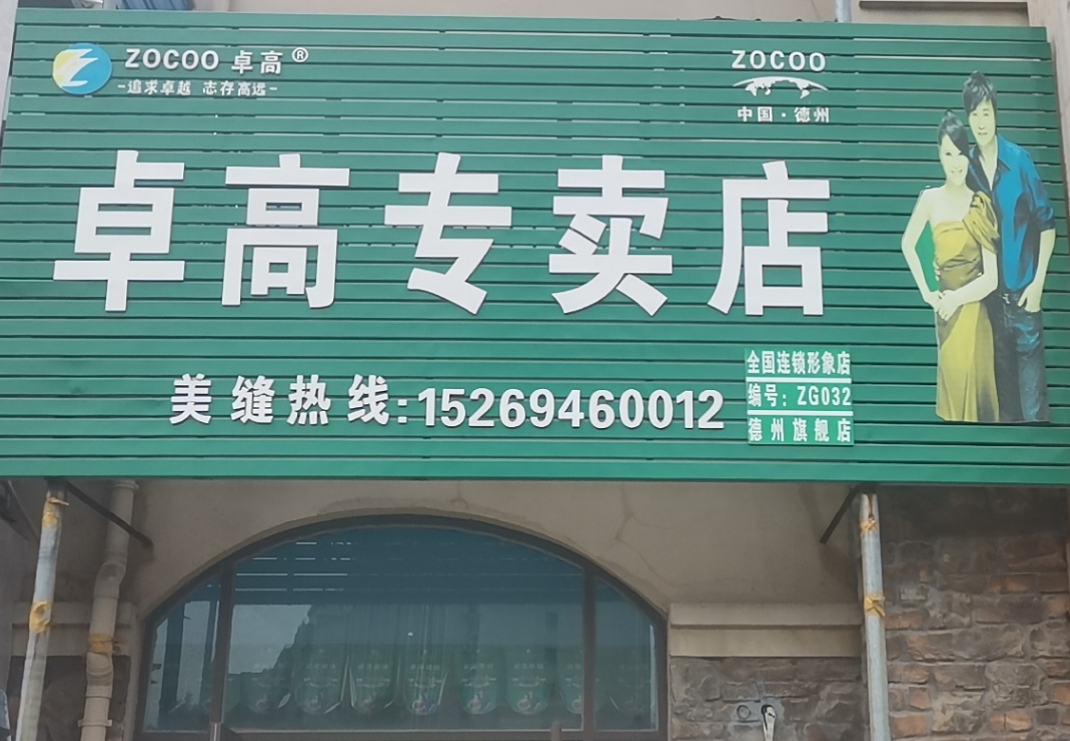 ZOCOO 卓高®
-追求卓越 志存高远-
ZOCOO
中国·德州
卓高专卖店
美缝热线:15269460012
全国连锁形象店
编号: ZG032
德州旗舰店